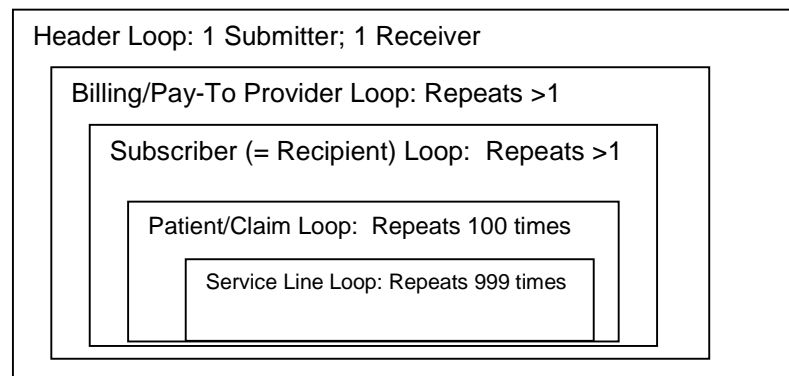 Header Loop: 1 Submitter; 1 Receiver
Billing/Pay-To Provider Loop: Repeats >1
Subscriber (= Recipient) Loop:  Repeats >1
Patient/Claim Loop:  Repeats 100 times
Service Line Loop: Repeats 999 times